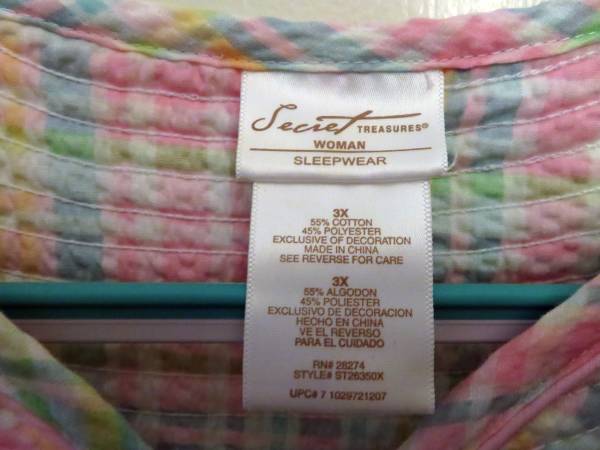 Secret TREASURES®
WOMAN
SLEEPWEAR
3X
55% COTTON
45% POLYESTER
EXCLUSIVE OF DECORATION
MADE IN CHINA
SEE REVERSE FOR CARE
3X
55% ALGODON
45% POLIESTER
EXCLUSIVO DE DECORACION
HECHO EN CHINA
VE EL REVERSO
PARA EL CUIDADO
RN# 28274
STYLE# ST26350X
UPC# 7 1029721207